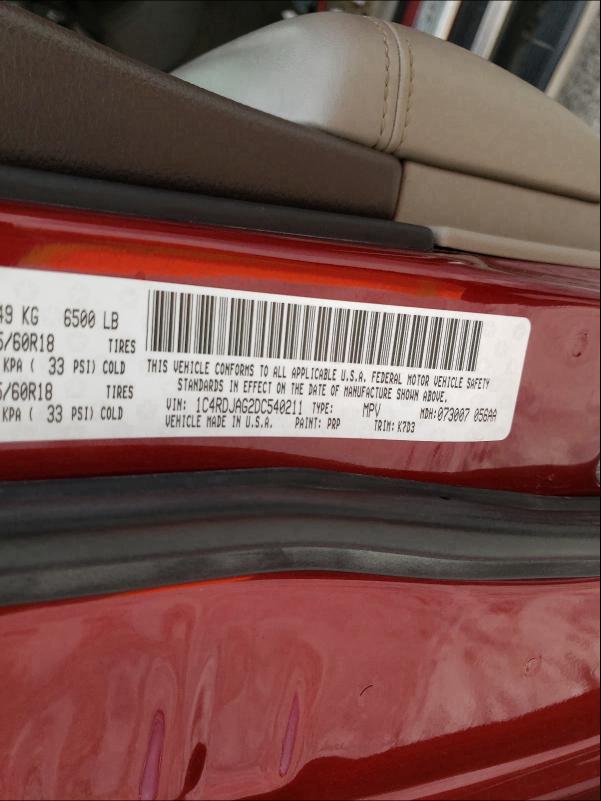 49 KG 6500 LB
5/60R18 TIRES
KPA ( 33 PSI) COLD
5/60R18 TIRES
KPA ( 33 PSI) COLD
THIS VEHICLE CONFORMS TO ALL APPLICABLE U.S.A. FEDERAL MOTOR VEHICLE SAFETY
STANDARDS IN EFFECT ON THE DATE OF MANUFACTURE SHOWN ABOVE.
VIN: 1C4RDJAG2DC540211 TYPE: MPV MDH:073007 056AA
VEHICLE MADE IN U.S.A. PAINT: PRP TRIM: K7D3